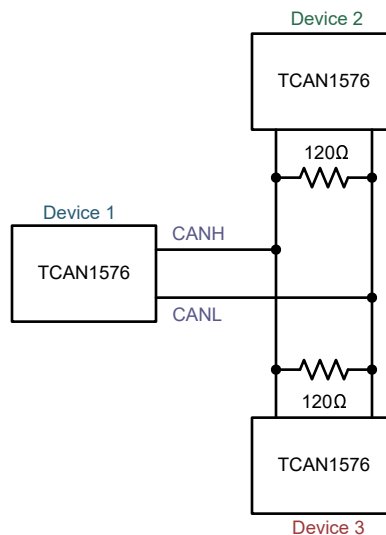 Device 2
TCAN1576
120Ω
Device 1
CANH
TCAN1576
CANL
120Ω
TCAN1576
Device 3